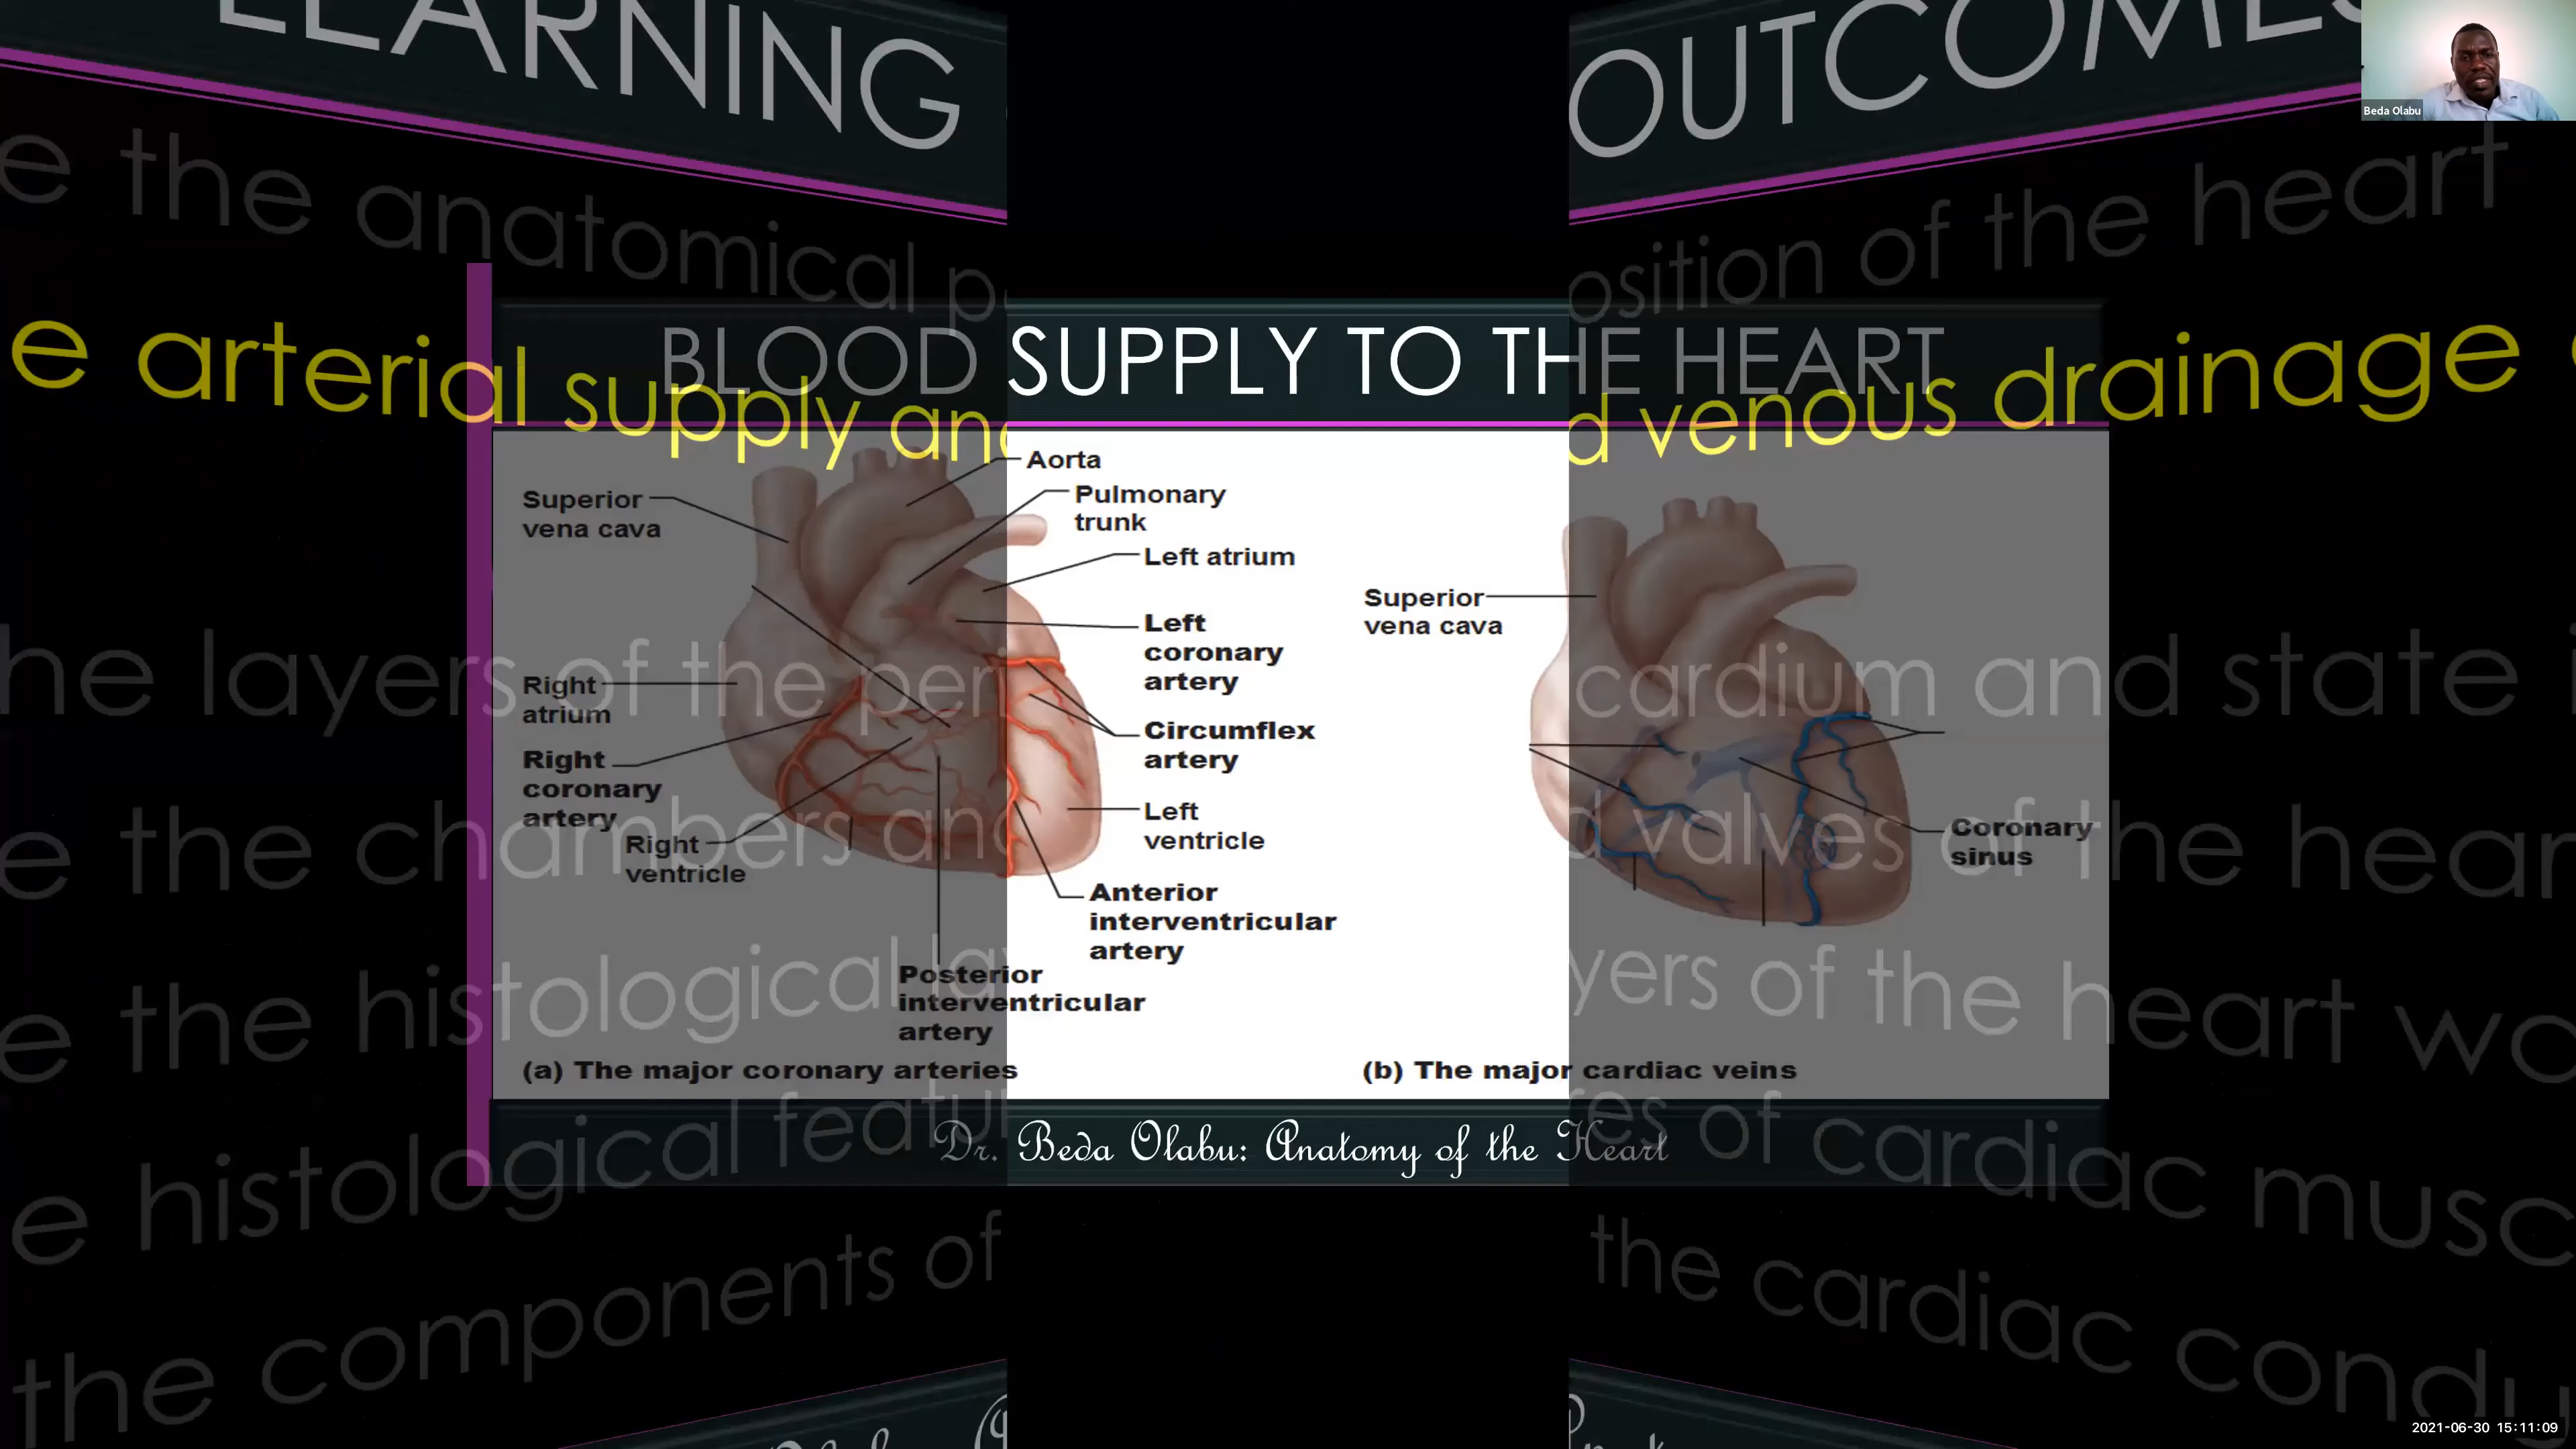 LEARNING OUTCOMES
Beda Olabu
e the anatomical position of the heart
e arterial supply and venous drainage
he layers of the pericardium and state i
e the chambers and valves of the hear
e the histological layers of the heart wa
e histological features of cardiac musc
the components of the cardiac condu
BLOOD SUPPLY TO THE HEART
Aorta
Pulmonary
trunk
Superior
vena cava
Left atrium
Left
coronary
artery
Right
atrium
Right
coronary
artery
Circumflex
artery
Left
ventricle
Right
ventricle
Anterior
interventricular
artery
Posterior
interventricular
artery
(a) The major coronary arteries
Superior
vena cava
Coronary
sinus
(b) The major cardiac veins
Dr. Beda Olabu: Anatomy of the Heart
2021-06-30 15:11:09